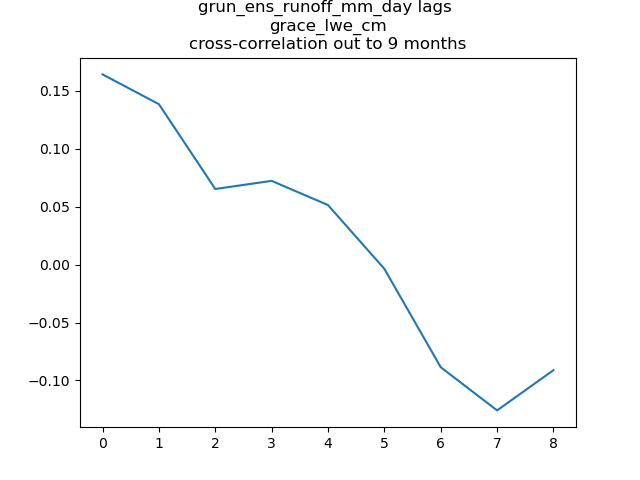 grun_ens_runoff_mm_day lags
grace_lwe_cm
cross-correlation out to 9 months
0.15
0.10
0.05
0.00
−0.05
−0.10
0 1 2 3 4 5 6 7 8